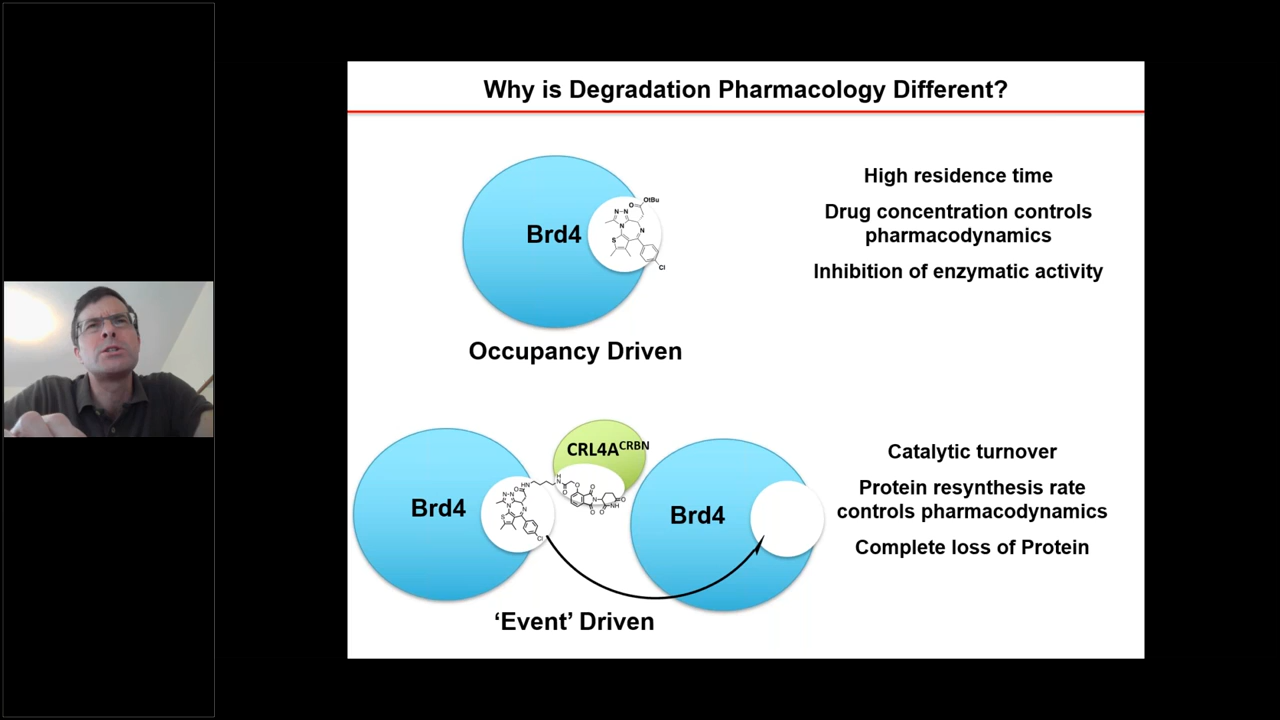 Why is Degradation Pharmacology Different?
Brd4
OtBu
O
N N
N
N
S
Cl
High residence time
Drug concentration controls
pharmacodynamics
Inhibition of enzymatic activity
Occupancy Driven
CRL4A^CRBN
Brd4
Brd4
Catalytic turnover
Protein resynthesis rate
controls pharmacodynamics
Complete loss of Protein
‘Event’ Driven